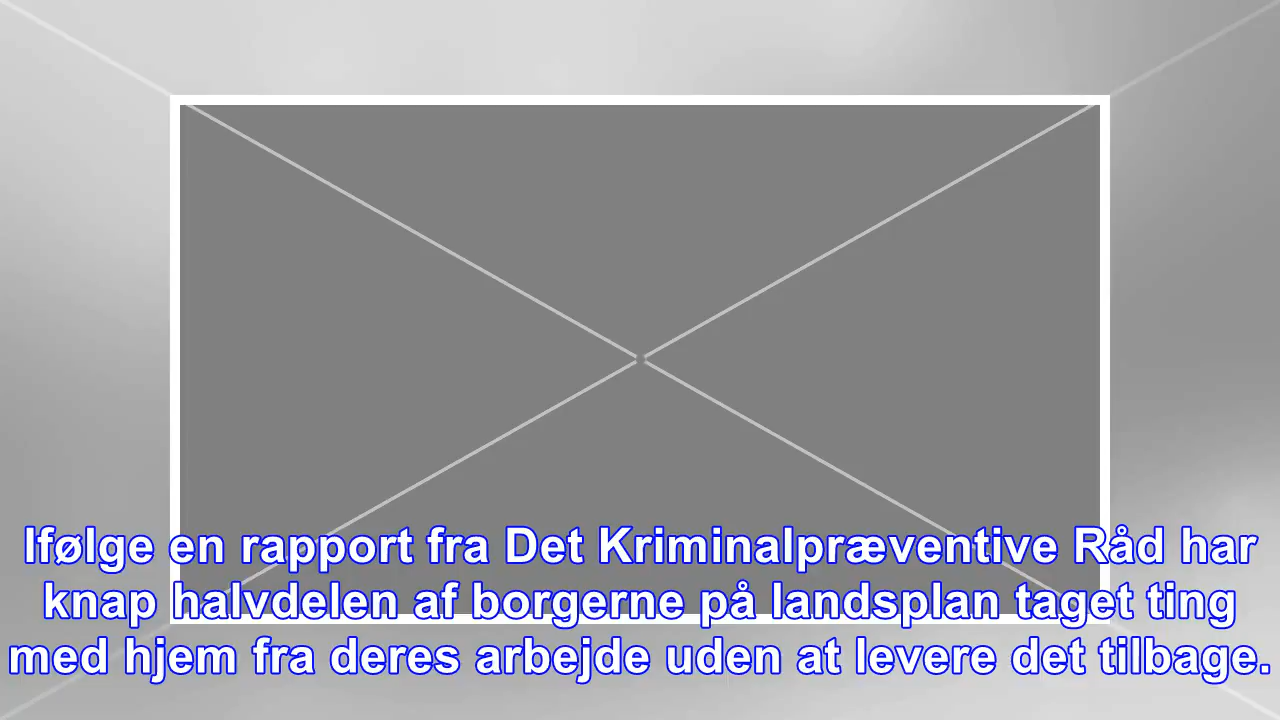 Ifølge en rapport fra Det Kriminalpræventive Råd har
knap halvdelen af borgerne på landsplan taget ting
med hjem fra deres arbejde uden at levere det tilbage.